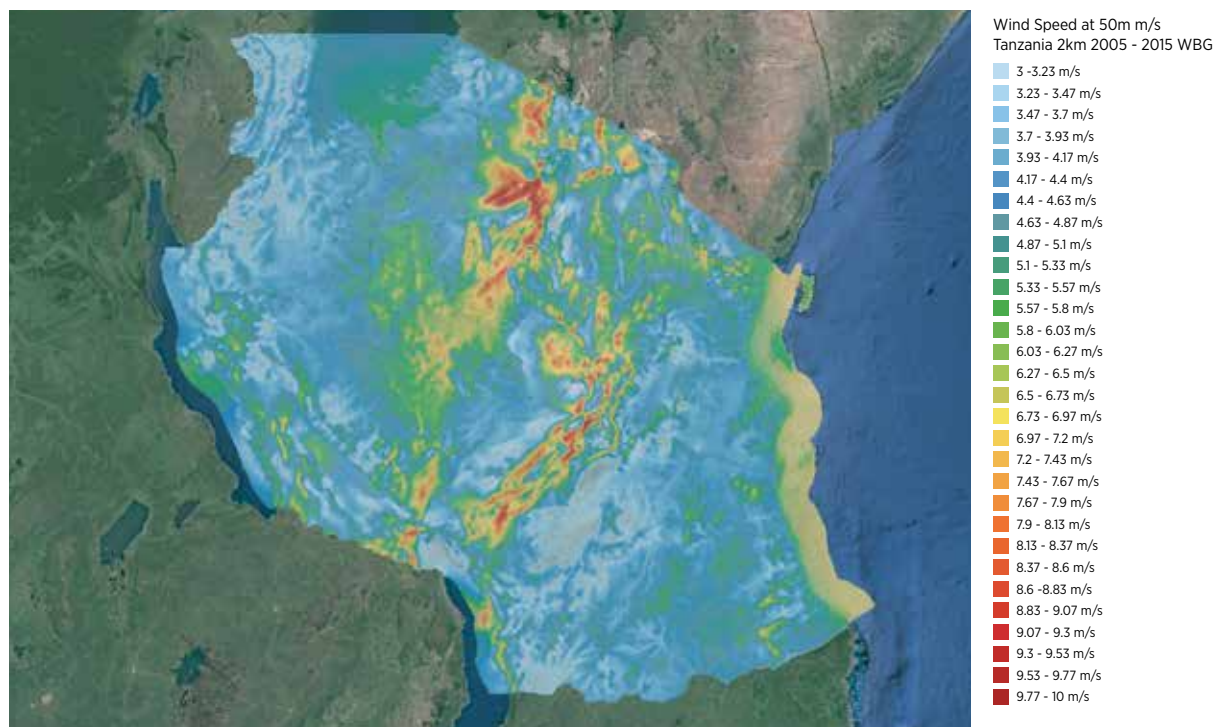 Wind Speed at 50m m/s
Tanzania 2km 2005 - 2015 WBG
3 -3.23 m/s
3.23 - 3.47 m/s
3.47 - 3.7 m/s
3.7 - 3.93 m/s
3.93 - 4.17 m/s
4.17 - 4.4 m/s
4.4 - 4.63 m/s
4.63 - 4.87 m/s
4.87 - 5.1 m/s
5.1 - 5.33 m/s
5.33 - 5.57 m/s
5.57 - 5.8 m/s
5.8 - 6.03 m/s
6.03 - 6.27 m/s
6.27 - 6.5 m/s
6.5 - 6.73 m/s
6.73 - 6.97 m/s
6.97 - 7.2 m/s
7.2 - 7.43 m/s
7.43 - 7.67 m/s
7.67 - 7.9 m/s
7.9 - 8.13 m/s
8.13 - 8.37 m/s
8.37 - 8.6 m/s
8.6 -8.83 m/s
8.83 - 9.07 m/s
9.07 - 9.3 m/s
9.3 - 9.53 m/s
9.53 - 9.77 m/s
9.77 - 10 m/s